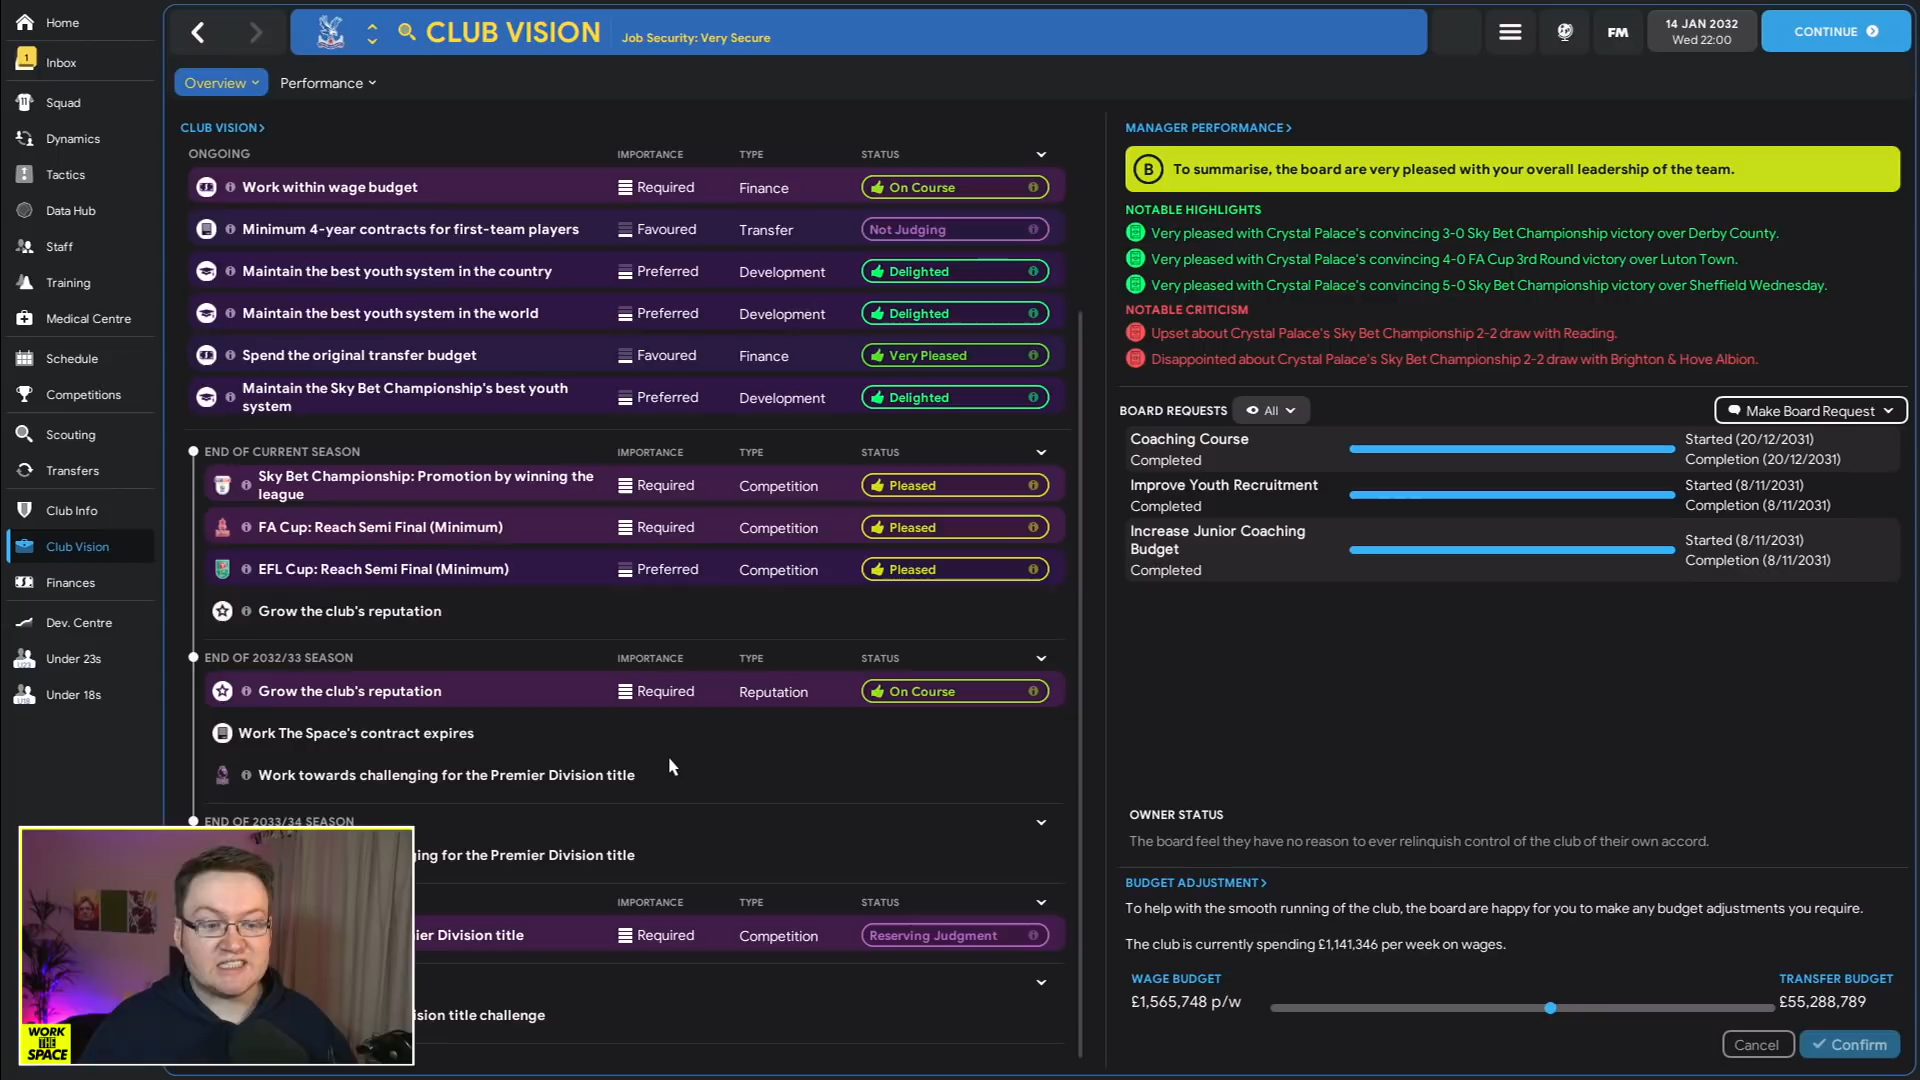 Home
CLUB VISION
Job Security: Very Secure
FM
14 JAN 2032
Wed 22:00
CONTINUE
1
Inbox
Squad
Dynamics
Tactics
Data Hub
Staff
Training
Medical Centre
Schedule
Competitions
Scouting
Transfers
Club Info
Club Vision
Finances
Dev. Centre
Under 23s
Under 18s
Overview
Performance
CLUB VISION>
ONGOING IMPORTANCE TYPE STATUS
Work within wage budget Required Finance On Course
Minimum 4-year contracts for first-team players Favoured Transfer Not Judging
Maintain the best youth system in the country Preferred Development Delighted
Maintain the best youth system in the world Preferred Development Delighted
Spend the original transfer budget Favoured Finance Very Pleased
Maintain the Sky Bet Championship's best youth
system Preferred Development Delighted
END OF CURRENT SEASON IMPORTANCE TYPE STATUS
Sky Bet Championship: Promotion by winning the
league Required Competition Pleased
FA Cup: Reach Semi Final (Minimum) Required Competition Pleased
EFL Cup: Reach Semi Final (Minimum) Preferred Competition Pleased
Grow the club's reputation
END OF 2032/33 SEASON IMPORTANCE TYPE STATUS
Grow the club's reputation Required Reputation On Course
Work The Space's contract expires
Work towards challenging for the Premier Division title
END OF 2033/34 SEASON
ging for the Premier Division title
IMPORTANCE TYPE STATUS
ier Division title Required Competition Reserving Judgment
ision title challenge
WORK
THE
SPACE
MANAGER PERFORMANCE>
B To summarise, the board are very pleased with your overall leadership of the team.
NOTABLE HIGHLIGHTS
Very pleased with Crystal Palace's convincing 3-0 Sky Bet Championship victory over Derby County.
Very pleased with Crystal Palace's convincing 4-0 FA Cup 3rd Round victory over Luton Town.
Very pleased with Crystal Palace's convincing 5-0 Sky Bet Championship victory over Sheffield Wednesday.
NOTABLE CRITICISM
Upset about Crystal Palace's Sky Bet Championship 2-2 draw with Reading.
Disappointed about Crystal Palace's Sky Bet Championship 2-2 draw with Brighton & Hove Albion.
BOARD REQUESTS All Make Board Request
Coaching Course Started (20/12/2031)
Completed Completion (20/12/2031)
Improve Youth Recruitment Started (8/11/2031)
Completed Completion (8/11/2031)
Increase Junior Coaching
Budget Started (8/11/2031)
Completed Completion (8/11/2031)
OWNER STATUS
The board feel they have no reason to ever relinquish control of the club of their own accord.
BUDGET ADJUSTMENT>
To help with the smooth running of the club, the board are happy for you to make any budget adjustments you require.
The club is currently spending £1,141,346 per week on wages.
WAGE BUDGET TRANSFER BUDGET
£1,565,748 p/w £55,288,789
Cancel Confirm